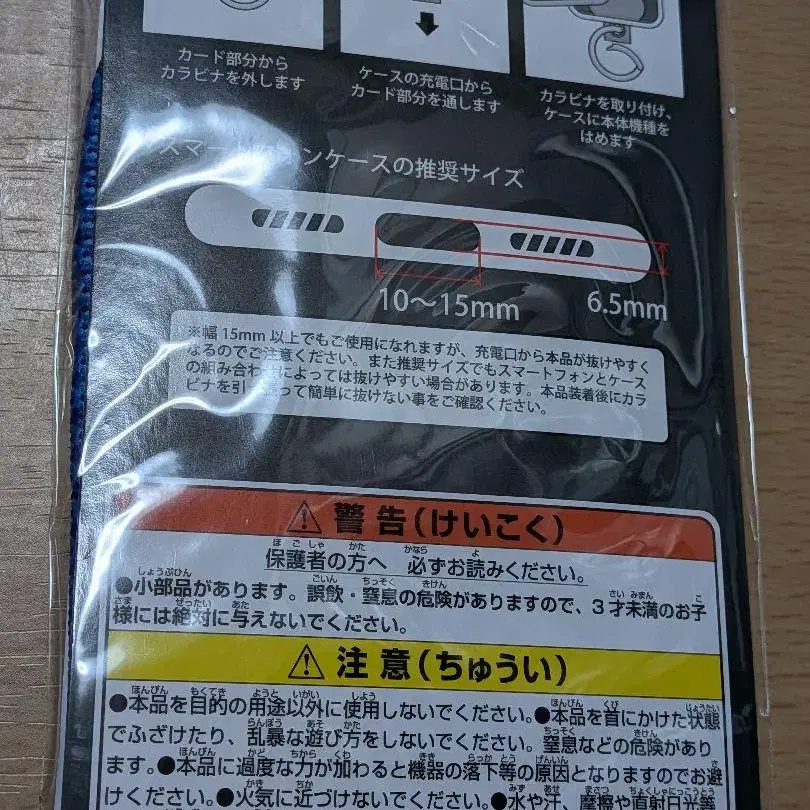 カード部分から
カラビナを外します
ケースの充電口から
カード部分を通します
カラビナを取り付け、
ケースに本体機種を
はめます
スマートフォンケースの推奨サイズ
10～15mm
6.5mm
※幅15mm以上でもご使用になれますが、充電口から本品が抜けやすく
なるのでご注意ください。また推奨サイズでもスマートフォンとケース
の組み合わせによっては抜けやすい場合があります。本品装着後にカラ
ビナを引っぱって簡単に抜けない事をご確認ください。
警告(けいこく)
保護者の方へ 必ずお読みください。
●小部品があります。誤飲・窒息の危険がありますので、3才未満のお子
様には絶対に与えないでください。
注意(ちゅうい)
●本品を目的の用途以外に使用しないでください。●本品を首にかけた状態
でふざけたり、乱暴な遊び方をしないでください。窒息などの危険があり
ます。●本品に過度な力が加わると機器の落下等の原因となりますのでお避
けください。●火気に近づけないでください。●水や汗、摩擦や直射日光等